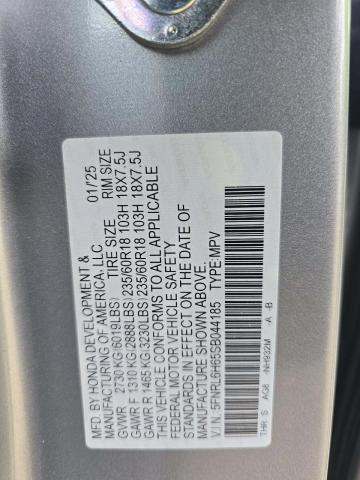 HONDA DEVELOPMENT &
MANUFACTURING OF AMERICA, LLC 01/25
TIRE SIZE RIM SIZE
GVWR 2730 KG(6019LBS)
GAWR F 1310 KG(2888LBS)235/60R18 103H 18X7.5J
GAWR R 1465 KG(3230LBS)235/60R18 103H 18X7.5J
THIS VEHICLE CONFORMS TO ALL APPLICABLE
FEDERAL MOTOR VEHICLE SAFETY
STANDARDS IN EFFECT ON THE DATE OF
MANUFACTURE SHOWN ABOVE.
V.I.N. 5FNRL6H65SB044185 TYPE: MPV
-A -B